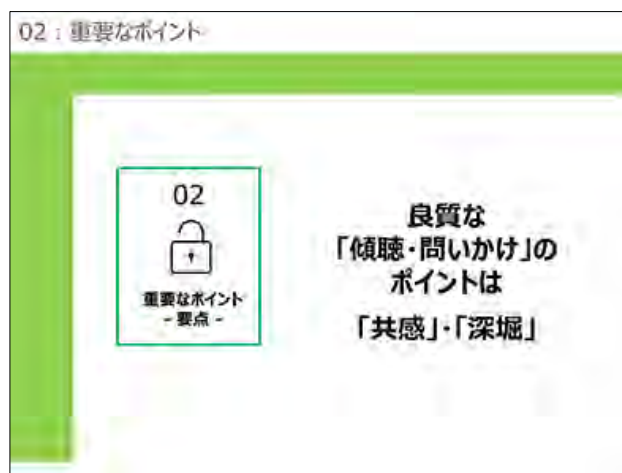 02：重要なポイント
02
重要なポイント
- 要点 -
良質な
「傾聴・問いかけ」の
ポイントは
「共感」・「深堀」